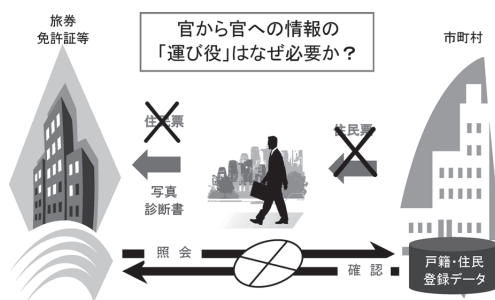 官から官への情報の
「運び役」はなぜ必要か？
旅券
免許証等
市町村
住民票
住民票
写真
診断書
照会
確認
戸籍・住民
登録データ